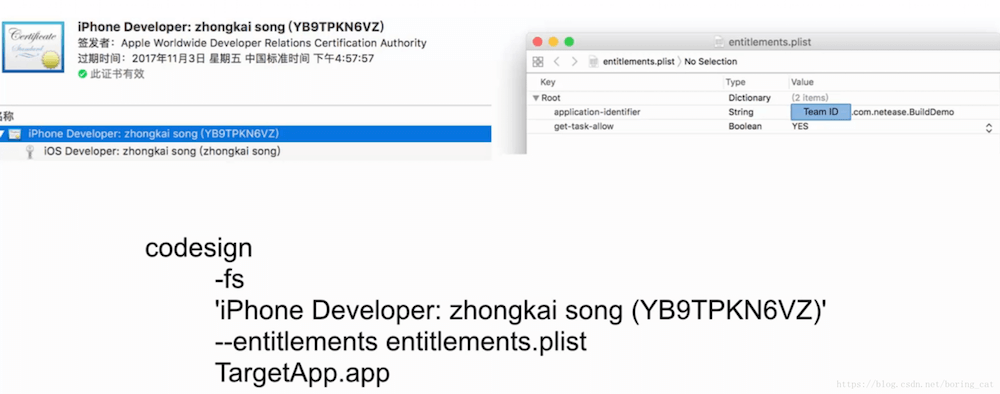 Certificate
Standard
iPhone Developer: zhongkai song (YB9TPKN6VZ)
签发者：Apple Worldwide Developer Relations Certification Authority
过期时间：2017年11月3日 星期五 中国标准时间 下午4:57:57
此证书有效
名称
iPhone Developer: zhongkai song (YB9TPKN6VZ)
iOS Developer: zhongkai song (zhongkai song)
entitlements.plist
entitlements.plist 〉 No Selection
Key Type Value
Root Dictionary (2 items)
application-identifier String Team ID .com.netease.BuildDemo
get-task-allow Boolean YES
codesign
-fs
'iPhone Developer: zhongkai song (YB9TPKN6VZ)'
--entitlements entitlements.plist
TargetApp.app
https://blog.csdn.net/boring_cat